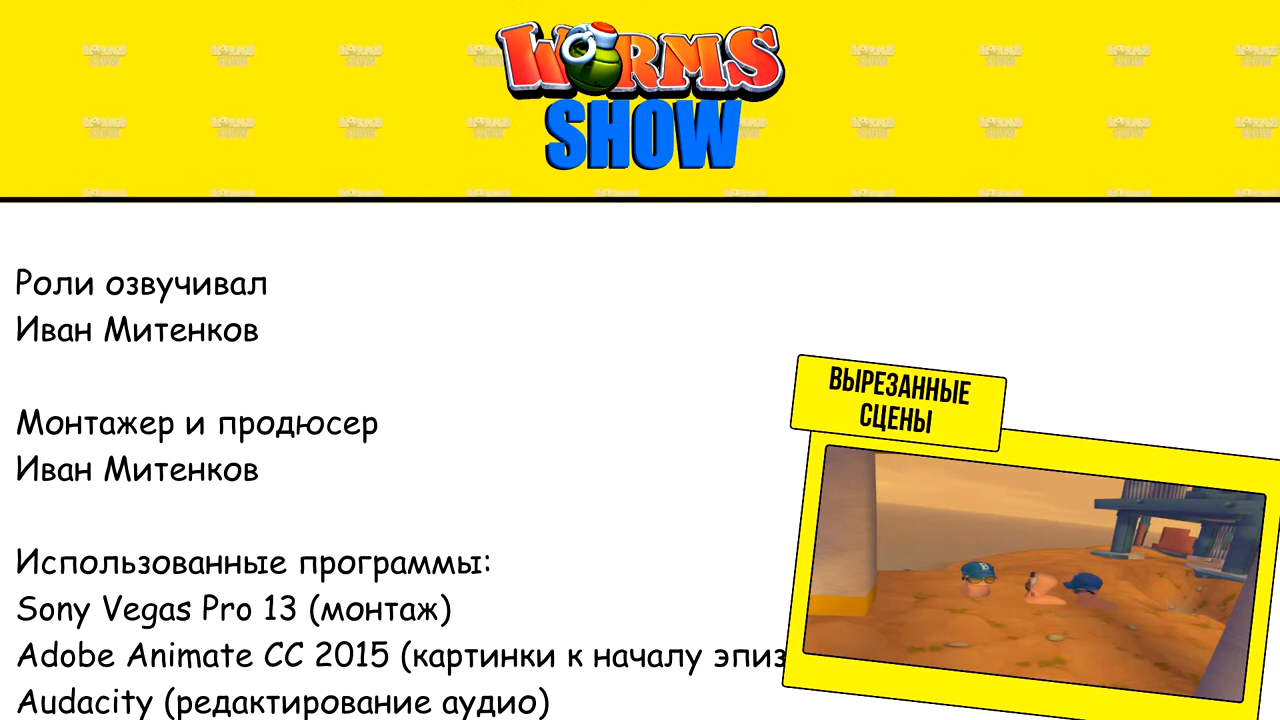 WORMS
SHOW
Роли озвучивал
Иван Митенков
Монтажер и продюсер
Иван Митенков
Использованные программы:
Sony Vegas Pro 13 (монтаж)
Adobe Animate CC 2015 (картинки к началу
Audacity (редактирование аудио)
ВЫРЕЗАННЫЕ
СЦЕНЫ